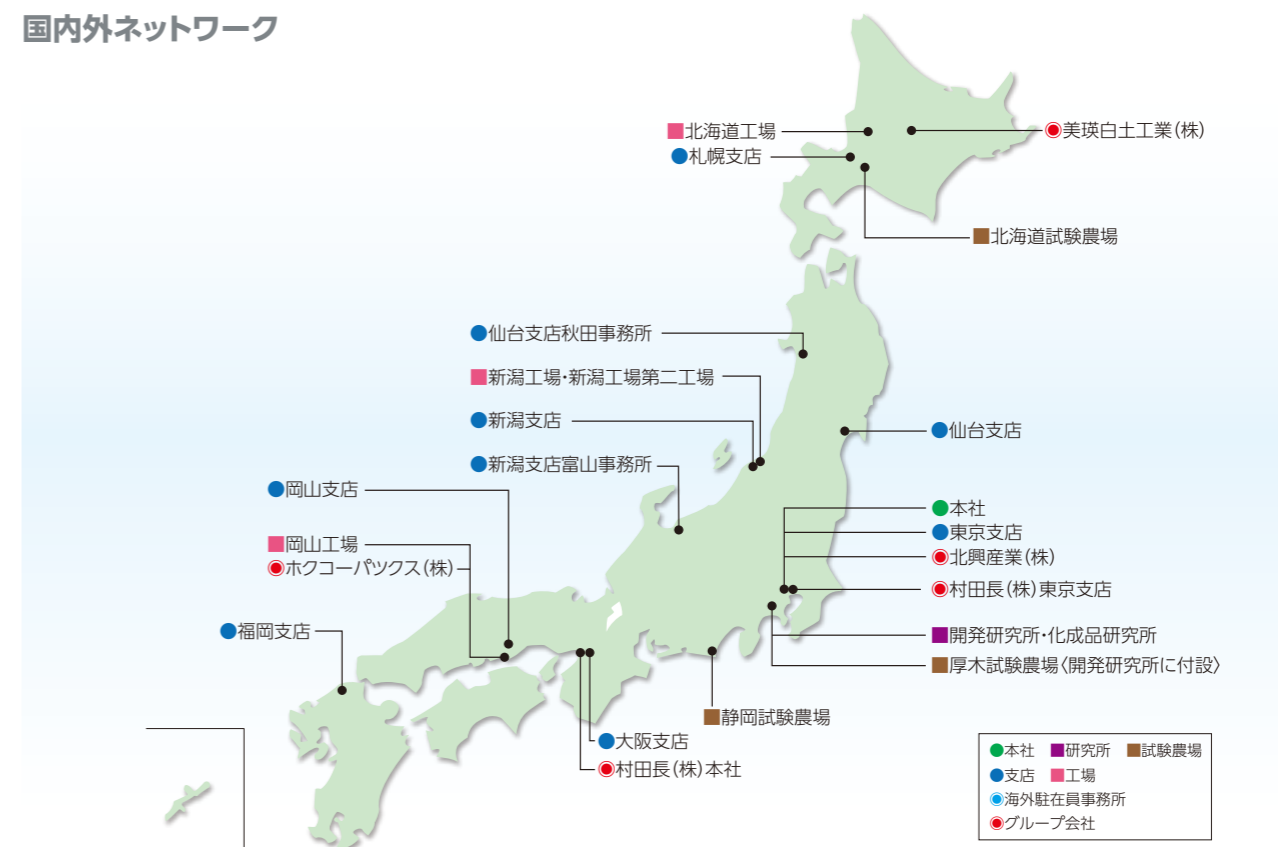 国内外ネットワーク
■北海道工場
◉美瑛白土工業(株)
●札幌支店
■北海道試験農場
●仙台支店秋田事務所
■新潟工場・新潟工場第二工場
●新潟支店
●仙台支店
●新潟支店富山事務所
●岡山支店
●本社
●東京支店
■岡山工場
◉北興産業(株)
◉ホクコーパツクス(株)
◉村田長(株)東京支店
●福岡支店
■開発研究所・化成品研究所
■厚木試験農場〈開発研究所に付設〉
■静岡試験農場
●大阪支店
◉村田長(株)本社
●本社 ■研究所 ■試験農場
●支店 ■工場
◉海外駐在員事務所
◉グループ会社